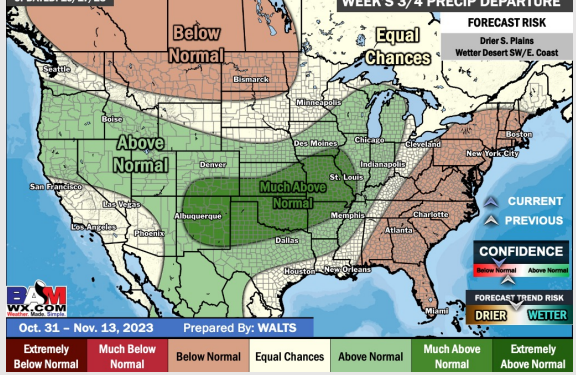 WEEK'S 3/4 PRECIP DEPARTURE
FORECAST RISK
Drier S. Plains
Wetter Desert SW/E. Coast
Below
Normal
Equal
Chances
Seattle
Bismarck
Minneapolis
Boise
Above
Normal
Des Moines
Chicago
Cleveland
Boston
New York City
Denver
Indianapolis
St. Louis
San Francisco
Much Above
Normal
Las Vegas
Los Angeles
Phoenix
Albuquerque
Memphis
Charlotte
Atlanta
Dallas
Houston
New Orleans
Miami
CURRENT
PREVIOUS
CONFIDENCE
Below Normal
Above Normal
FORECAST TREND RISK
DRIER
WETTER
BAM
WX.COM
Weather. Made. Simple.
Oct. 31 – Nov. 13, 2023
Prepared By: WALTS
Extremely
Below Normal
Much Below
Normal
Below Normal
Equal Chances
Above Normal
Much Above
Normal
Extremely
Above Normal